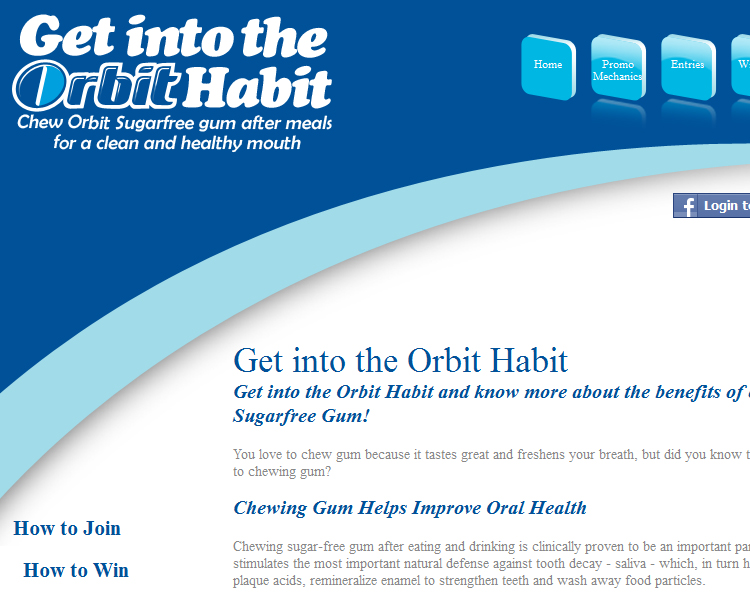 Get into the
Orbit Habit
Chew Orbit Sugarfree gum after meals
for a clean and healthy mouth
Home
Promo
Mechanics
Entries
f Login
Get into the Orbit Habit
Get into the Orbit Habit and know more about the benefits of
Sugarfree Gum!
You love to chew gum because it tastes great and freshens your breath, but did you know
to chewing gum?
Chewing Gum Helps Improve Oral Health
Chewing sugar-free gum after eating and drinking is clinically proven to be an important
stimulates the most important natural defense against tooth decay - saliva - which, in turn
plaque acids, remineralize enamel to strengthen teeth and wash away food particles.
How to Join
How to Win